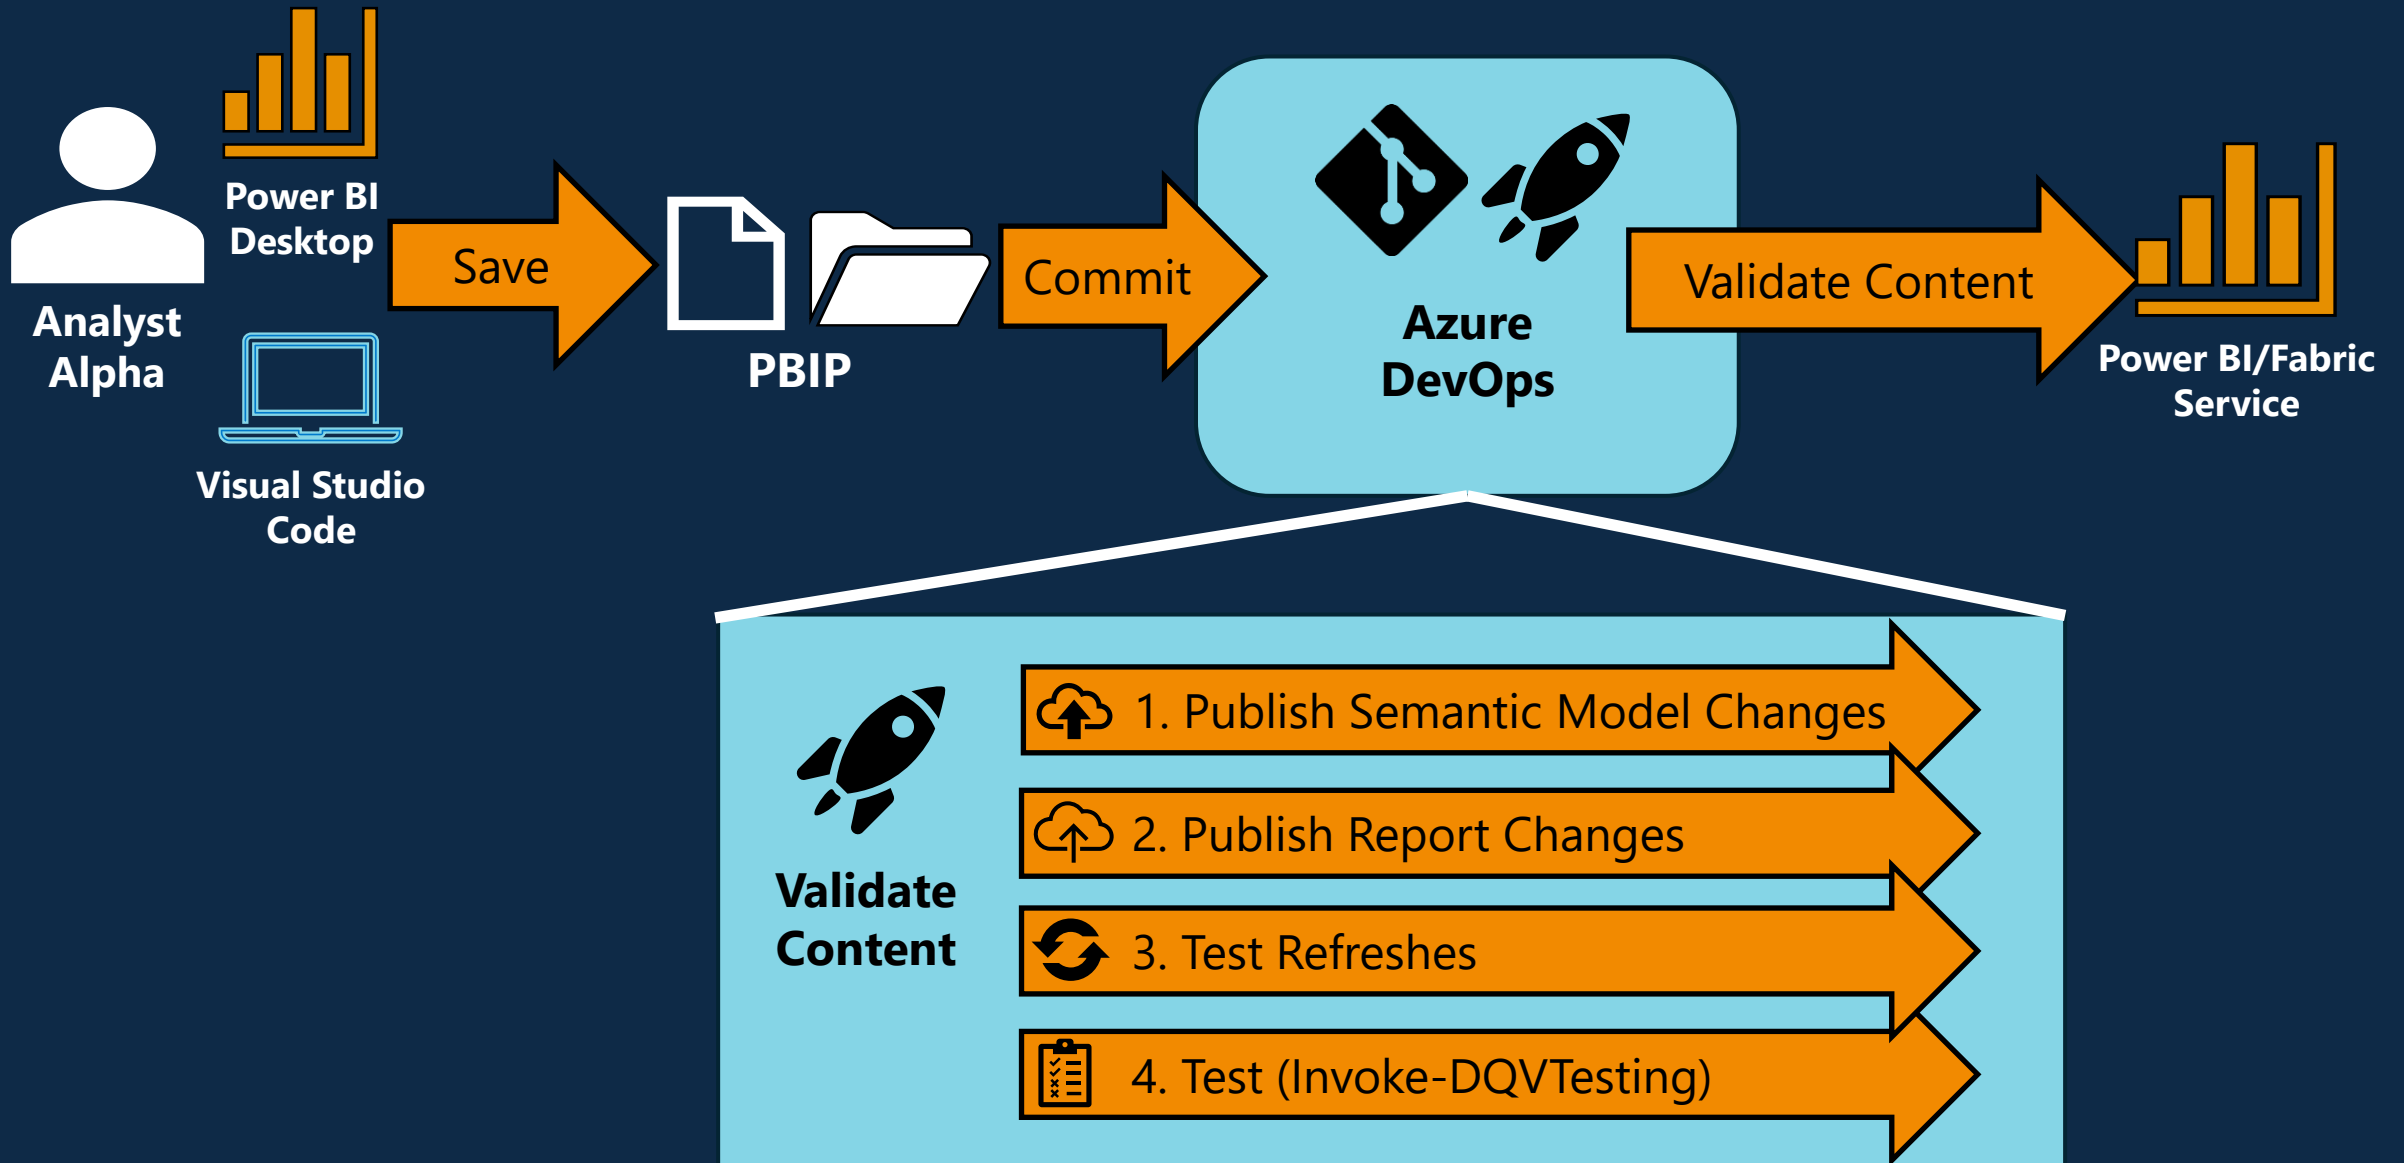 Power BI
Desktop
Analyst
Alpha
Visual Studio
Code
Save
PBIP
Commit
Azure
DevOps
Validate Content
Power BI/Fabric
Service
Validate
Content
1. Publish Semantic Model Changes
2. Publish Report Changes
3. Test Refreshes
4. Test (Invoke-DQVTesting)